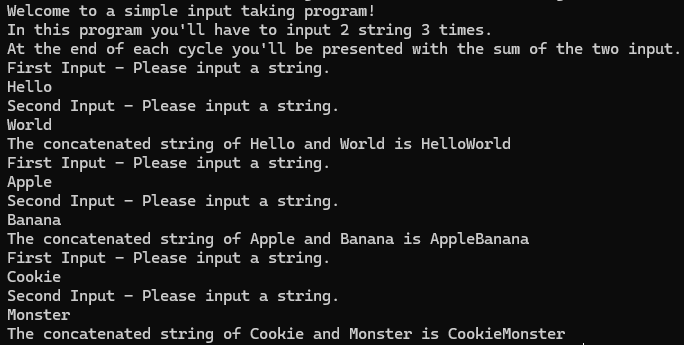 Welcome to a simple input taking program!
In this program you'll have to input 2 string 3 times.
At the end of each cycle you'll be presented with the sum of the two input.
First Input - Please input a string.
Hello
Second Input - Please input a string.
World
The concatenated string of Hello and World is HelloWorld
First Input - Please input a string.
Apple
Second Input - Please input a string.
Banana
The concatenated string of Apple and Banana is AppleBanana
First Input - Please input a string.
Cookie
Second Input - Please input a string.
Monster
The concatenated string of Cookie and Monster is CookieMonster